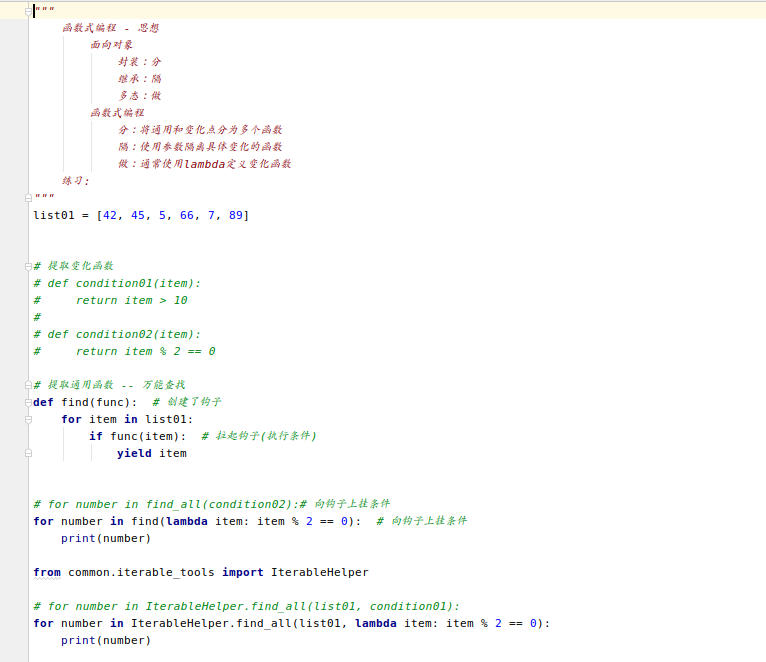 """
    函数式编程 - 思想
        面向对象
            封装：分
            继承：隔
            多态：做
        函数式编程
            分：将通用和变化点分为多个函数
            隔：使用参数隔离具体变化的函数
            做：通常使用lambda定义变化函数
    练习:
"""
list01 = [42, 45, 5, 66, 7, 89]
# 提取变化函数
# def condition01(item):
#     return item > 10
#
# def condition02(item):
#     return item % 2 == 0
# 提取通用函数 -- 万能查找
def find(func):  # 创建了钩子
    for item in list01:
        if func(item):  # 拉起钩子(执行条件)
            yield item
# for number in find_all(condition02):# 向钩子上挂条件
for number in find(lambda item: item % 2 == 0):  # 向钩子上挂条件
    print(number)
from common.iterable_tools import IterableHelper
# for number in IterableHelper.find_all(list01, condition01):
for number in IterableHelper.find_all(list01, lambda item: item % 2 == 0):
    print(number)